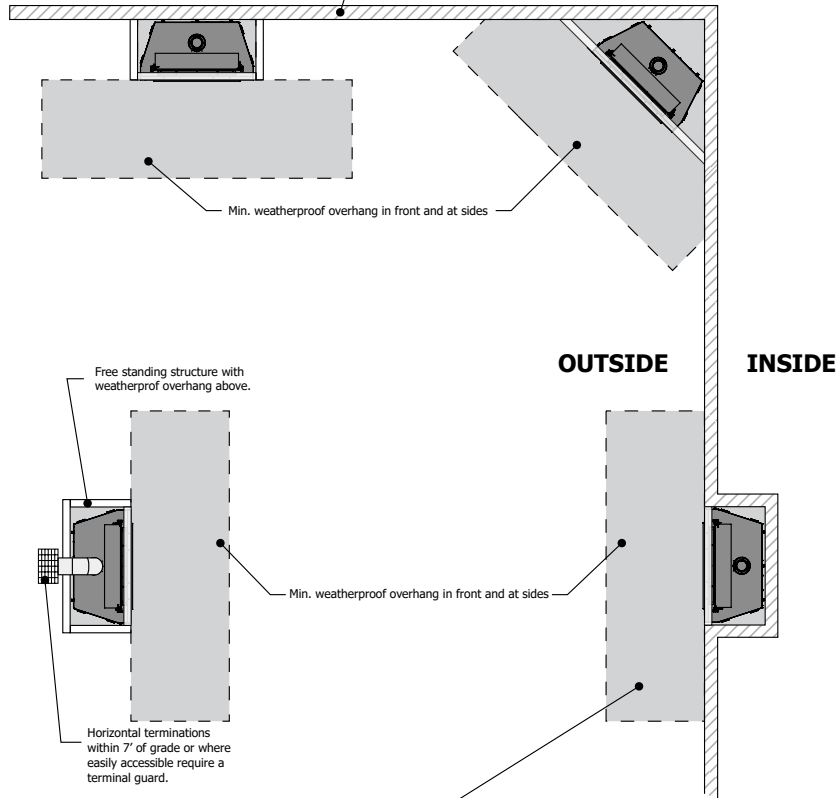 Min. weatherproof overhang in front and at sides
OUTSIDE
INSIDE
Free standing structure with
weatherprof overhang above.
Min. weatherproof overhang in front and at sides
Horizontal terminations
within 7’ of grade or where
easily accessible require a
terminal guard.